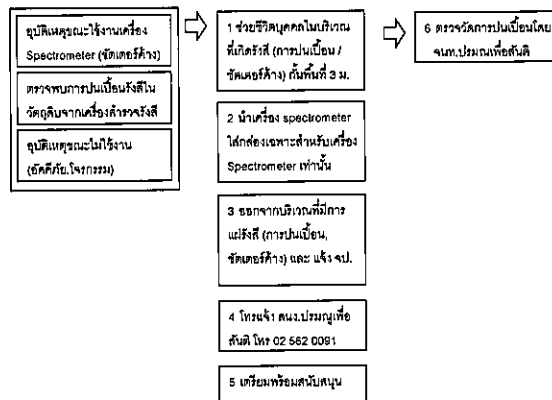 อุบัติเหตุขณะใช้งานเครื่อง
Spectrometer (ชัตเตอร์ค้าง)
ตรวจพบการปนเปื้อนรังสีใน
วัตถุดิบจากเครื่องสำรวจรังสี
อุบัติเหตุขณะไม่ใช้งาน
(อัคคีภัย.โจรกรรม)
1 ช่วยชีวิตบุคคลในบริเวณ
ที่เกิดรังสี (การปนเปื้อน /
ชัตเตอร์ค้าง) กั้นพื้นที่ 3 ม.
2 นำเครื่อง spectrometer
ใส่กล่องเฉพาะสำหรับเครื่อง
Spectrometer เท่านั้น
3 ออกจากบริเวณที่มีการ
แผ่รังสี (การปนเปื้อน,
ชัตเตอร์ค้าง) และ แจ้ง จป.
4 โทรแจ้ง สนง.ปรมณูเพื่อ
สันติ โทร 02 562 0091
5 เตรียมพร้อมสนับสนุน
6 ตรวจวัดการปนเปื้อนโดย
จนท.ปรมณเพื่อสันติ